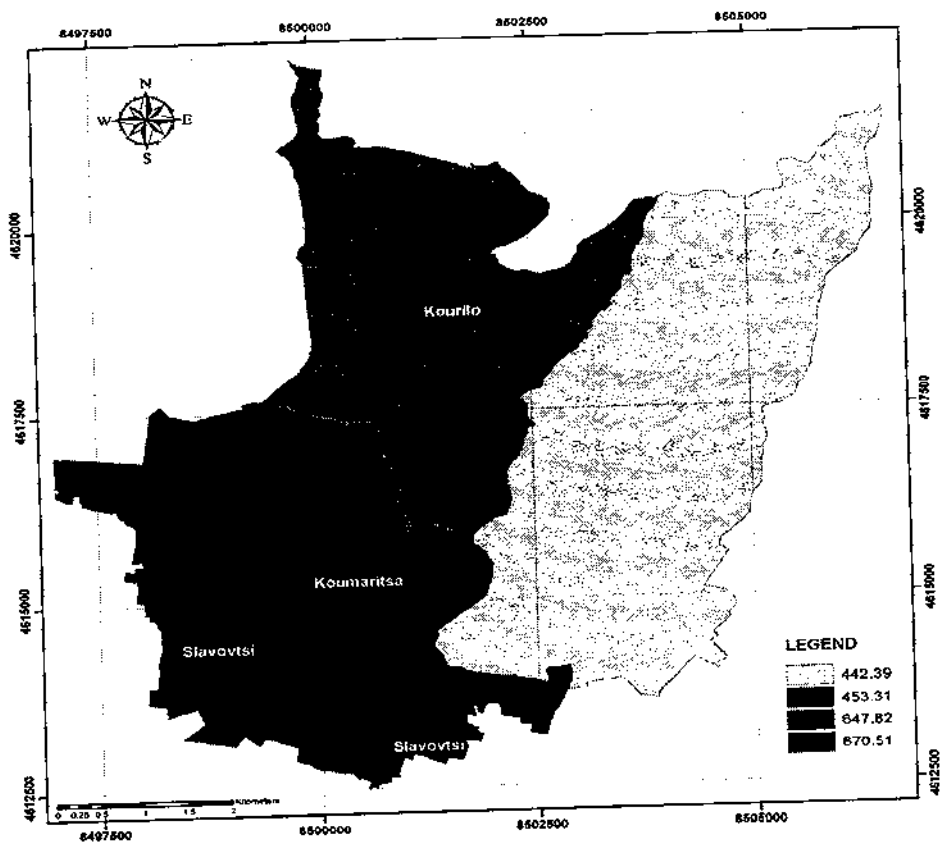 8497500 8500000 8502500 8505000
N
W E
S
4620000 4620000
Kourilo
4617500 4617500
Koumaritsa
4615000 4615000
Slavovtsi
LEGEND
442.39
453.31
647.82
670.51
Slavovtsi
4612500 4612500
Kilometers
0 0.25 0.5 1 1.5 2
8497500 8500000 8502500 8505000